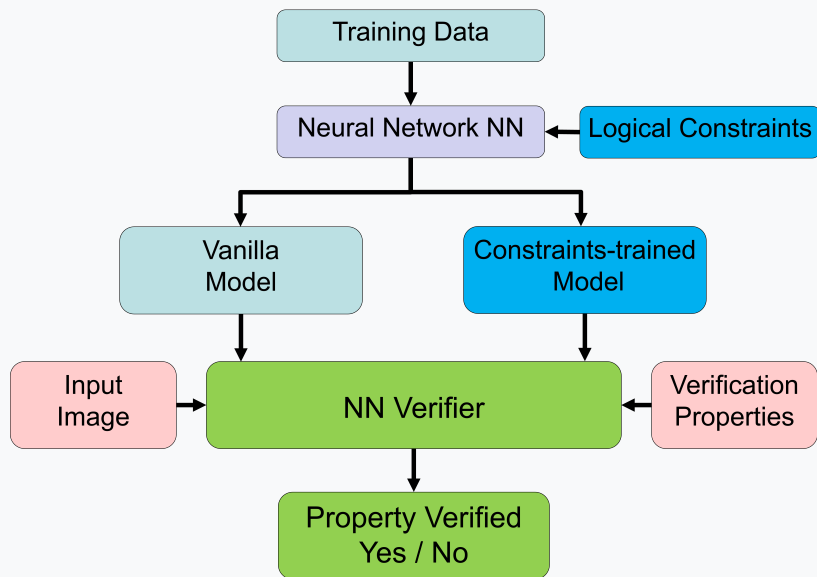 Training Data
Neural Network NN
Logical Constraints
Vanilla
Model
Constraints-trained
Model
Input
Image
NN Verifier
Verification
Properties
Property Verified
Yes / No